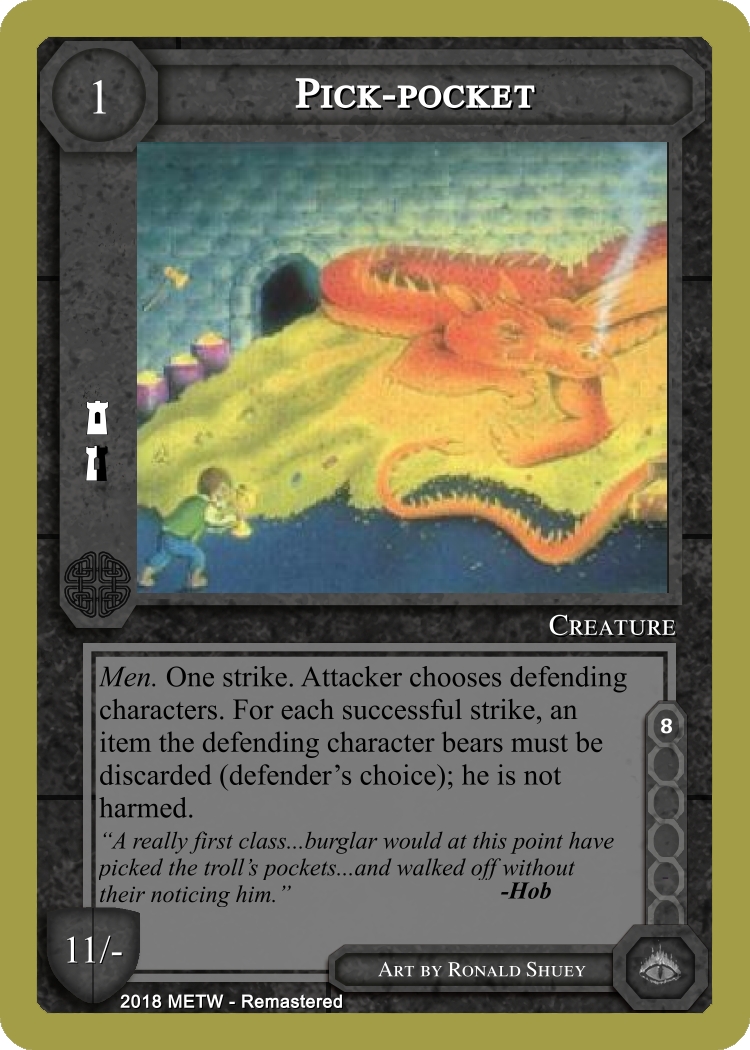 1
PICK-POCKET
CREATURE
Men. One strike. Attacker chooses defending
characters. For each successful strike, an
item the defending character bears must be
discarded (defender's choice); he is not
harmed.
8
"A really first class...burglar would at this point have
picked the troll's pockets...and walked off without
their noticing him."
-Hob
11/-
ART BY RONALD SHUEY
2018 METW - Remastered